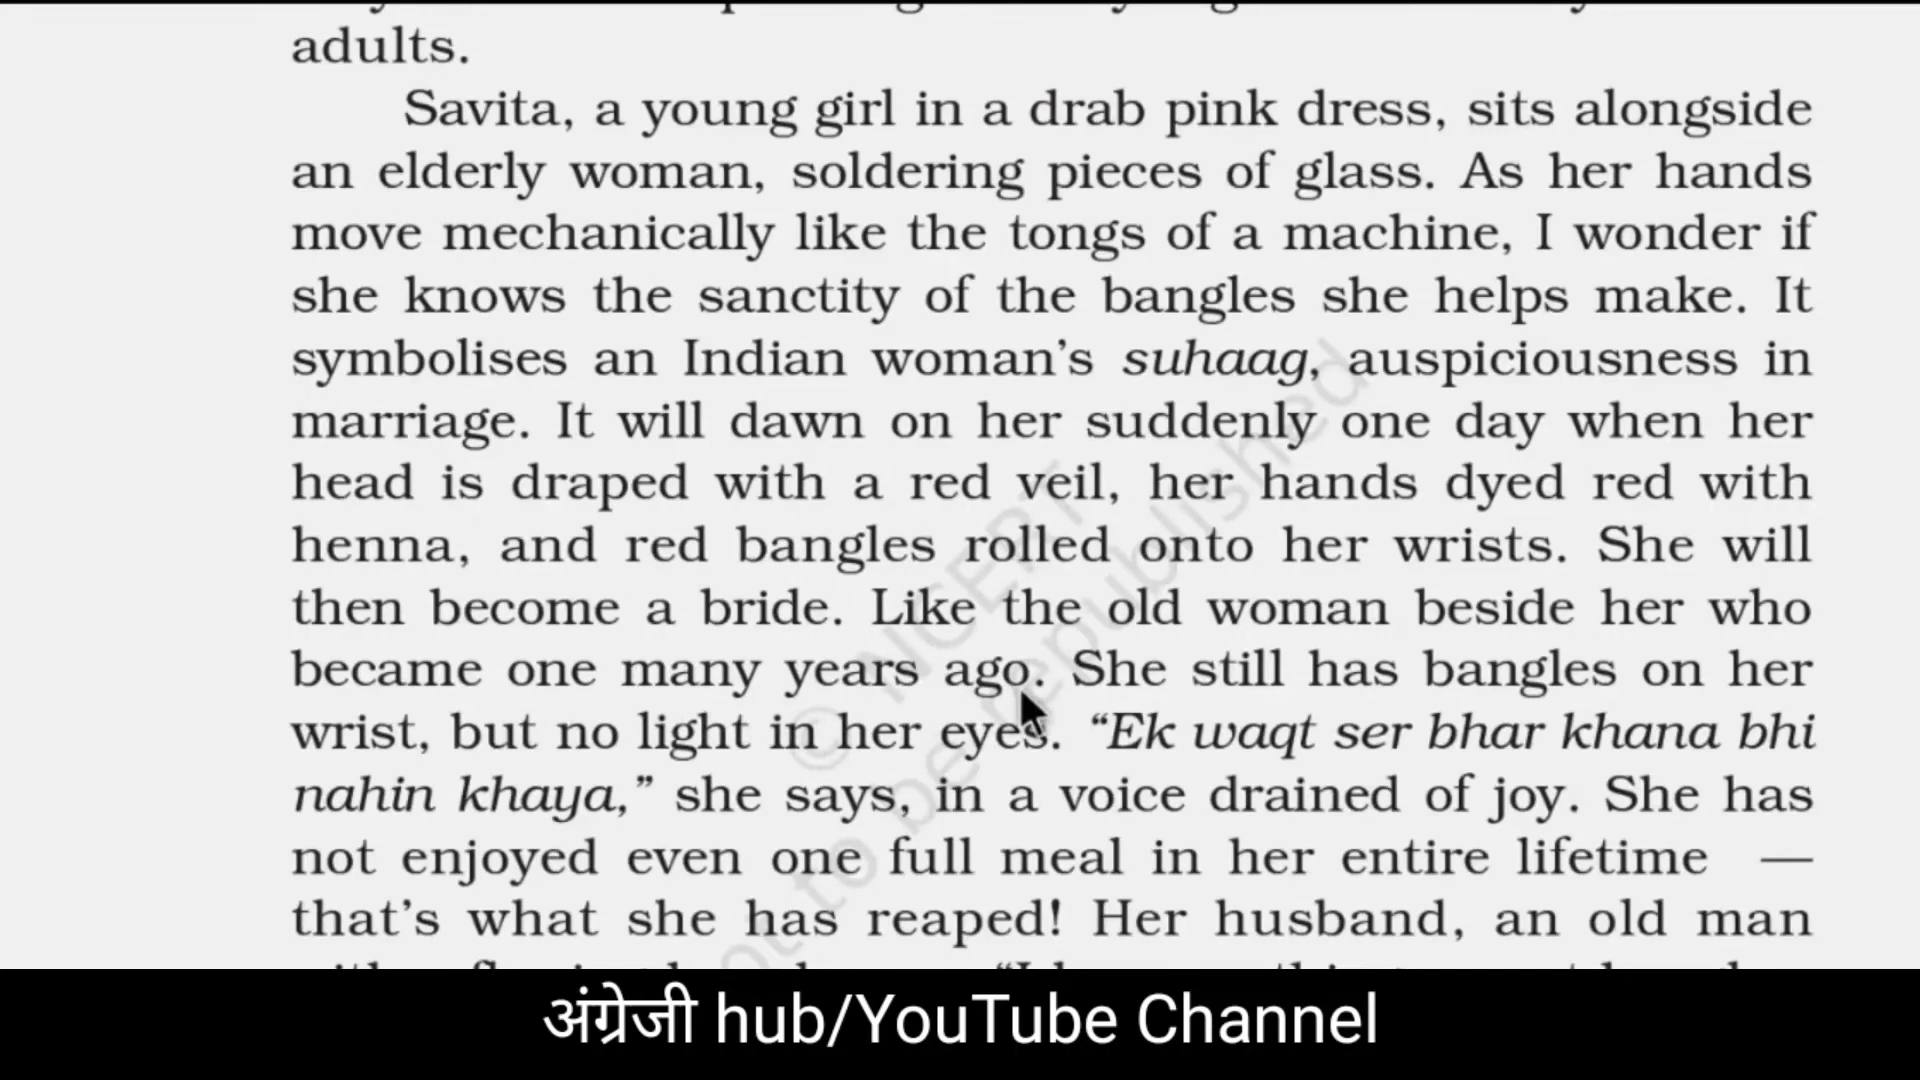 adults.
Savita, a young girl in a drab pink dress, sits alongside
an elderly woman, soldering pieces of glass. As her hands
move mechanically like the tongs of a machine, I wonder if
she knows the sanctity of the bangles she helps make. It
symbolises an Indian woman’s suhaag, auspiciousness in
marriage. It will dawn on her suddenly one day when her
head is draped with a red veil, her hands dyed red with
henna, and red bangles rolled onto her wrists. She will
then become a bride. Like the old woman beside her who
became one many years ago. She still has bangles on her
wrist, but no light in her eyes. “Ek waqt ser bhar khana bhi
nahin khaya,” she says, in a voice drained of joy. She has
not enjoyed even one full meal in her entire lifetime —
that’s what she has reaped! Her husband, an old man
© NCERT
not to be republished
अंग्रेजी hub/YouTube Channel